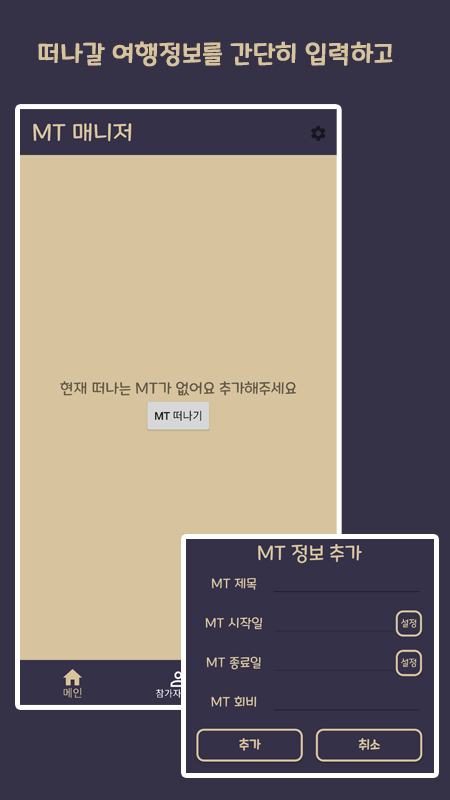 떠나갈 여행정보를 간단히 입력하고
MT 매니저
현재 떠나는 MT가 없어요 추가해주세요
MT 떠나기
메인
참가자
MT 정보 추가
MT 제목
MT 시작일
설정
MT 종료일
설정
MT 회비
추가
취소